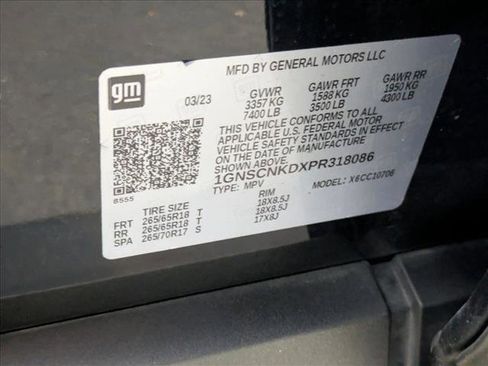 MFD BY GENERAL MOTORS LLC
gm
03/23 GVWR GAWR FRT GAWR RR
3357 KG 1588 KG 1950 KG
7400 LB 3500 LB 4300 LB
THIS VEHICLE CONFORMS TO ALL
APPLICABLE U.S. FEDERAL MOTOR
VEHICLE SAFETY STANDARDS IN EFFECT
ON THE DATE OF MANUFACTURE
SHOWN ABOVE.
1GNSCNKDXPR318086
TYPE: MPV MODEL: X6CC10706
8555
TIRE SIZE RIM
FRT 265/65R18 T 18X8.5J
RR 265/65R18 T 18X8.5J
SPA 265/70R17 S 17X8J